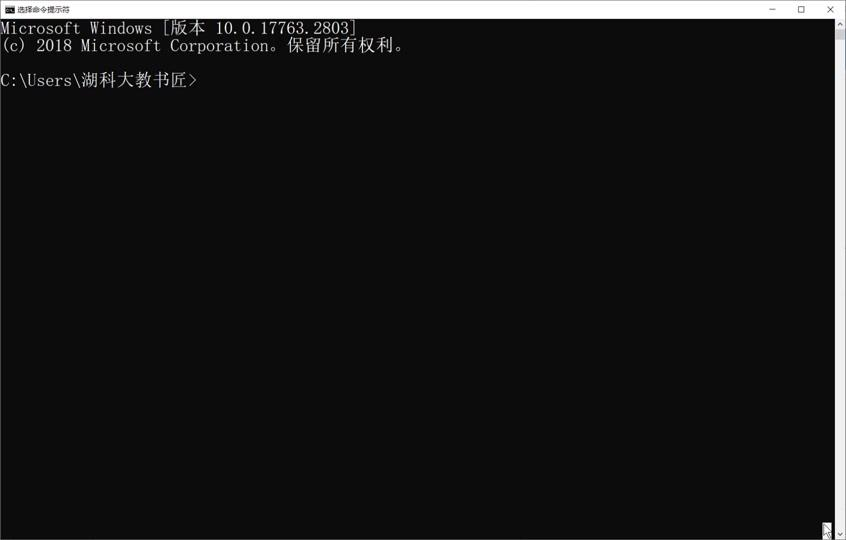 选择命令提示符
Microsoft Windows [版本 10.0.17763.2803]
(c) 2018 Microsoft Corporation。保留所有权利。
C:\Users\湖科大教书匠>